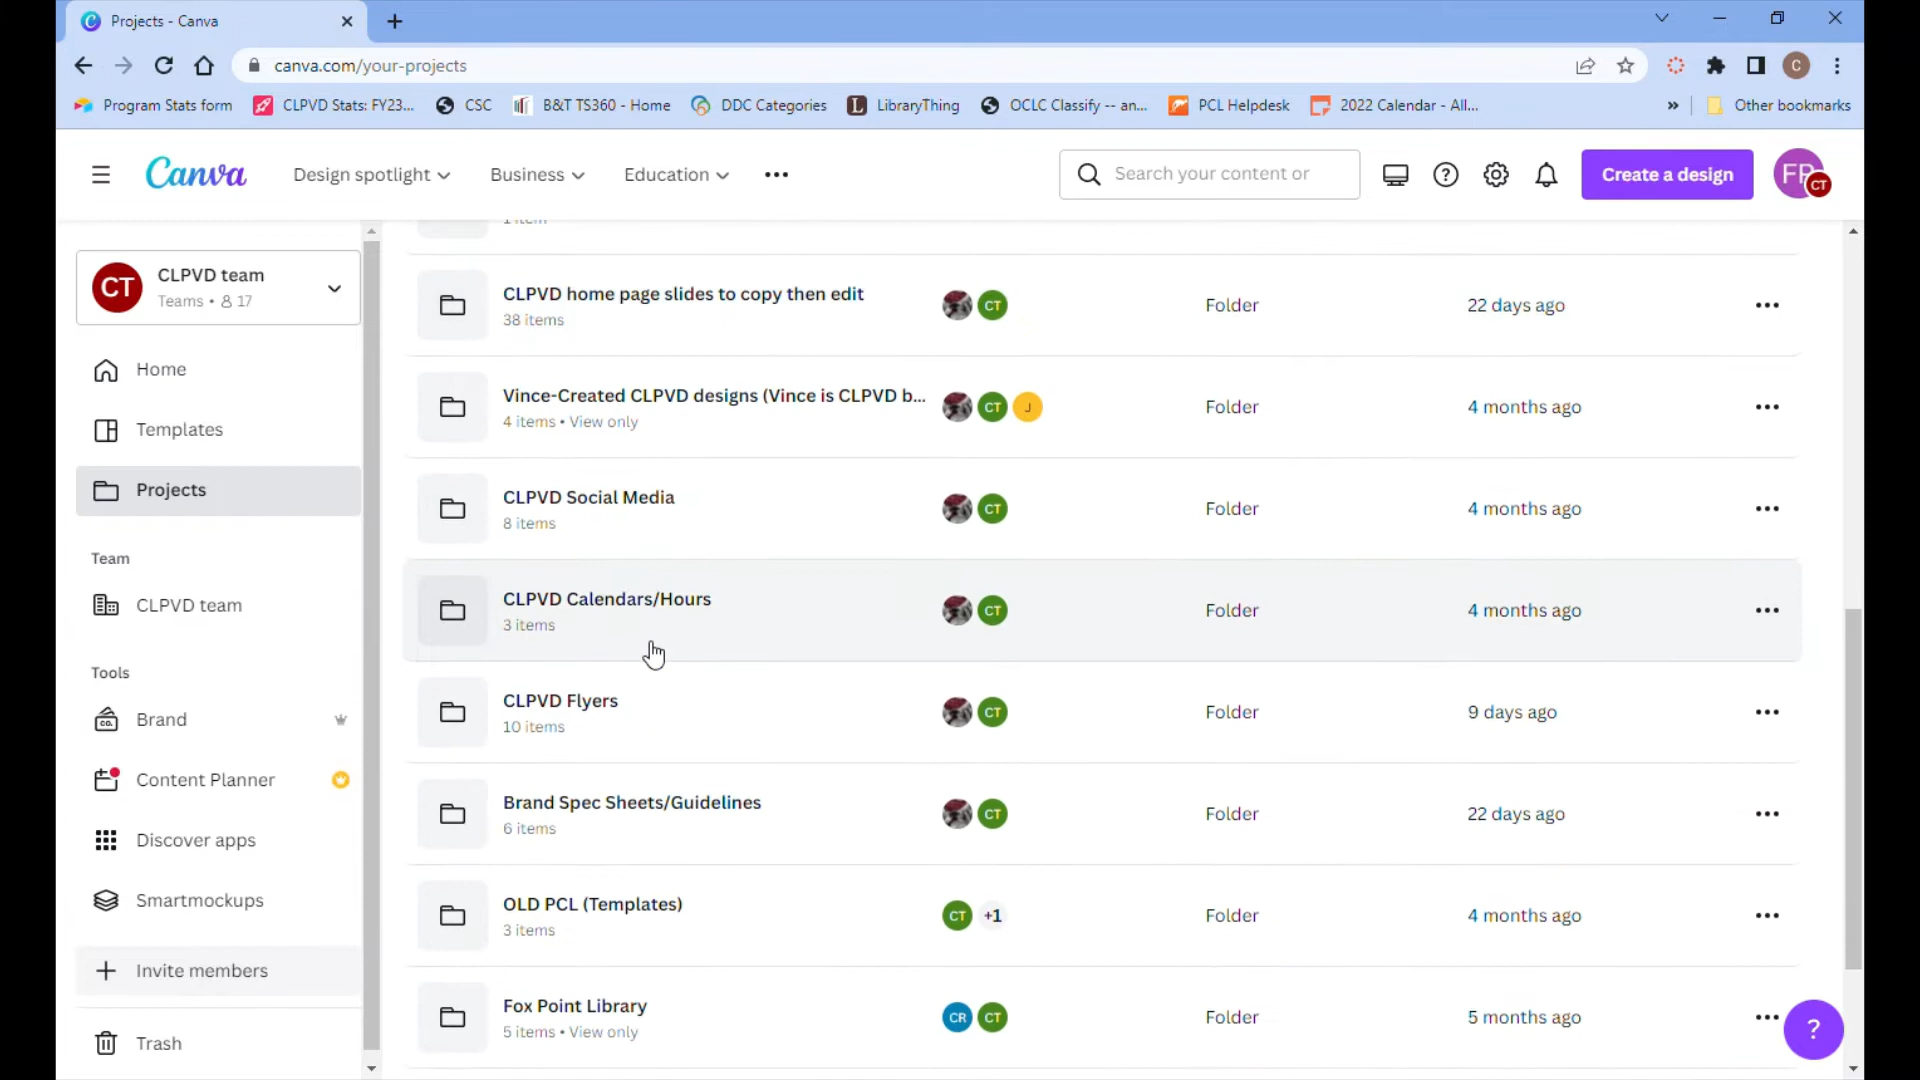 Projects - Canva
canva.com/your-projects
C
Program Stats form
CLPVD Stats: FY23...
CSC
B&T TS360 - Home
DDC Categories
LibraryThing
OCLC Classify -- an...
PCL Helpdesk
2022 Calendar - All...
»
Other bookmarks
Canva
Design spotlight
Business
Education
Search your content or
Create a design
FP
CT
CT
CLPVD team
Teams • 17
Home
Templates
Projects
Team
CLPVD team
Tools
Brand
Content Planner
Discover apps
Smartmockups
Invite members
Trash
1 item
CLPVD home page slides to copy then edit
38 items
CT
Folder
22 days ago
Vince-Created CLPVD designs (Vince is CLPVD b...
4 items • View only
CT
J
Folder
4 months ago
CLPVD Social Media
8 items
CT
Folder
4 months ago
CLPVD Calendars/Hours
3 items
CT
Folder
4 months ago
CLPVD Flyers
10 items
CT
Folder
9 days ago
Brand Spec Sheets/Guidelines
6 items
CT
Folder
22 days ago
OLD PCL (Templates)
3 items
CT
+1
Folder
4 months ago
Fox Point Library
5 items • View only
CR
CT
Folder
5 months ago
?